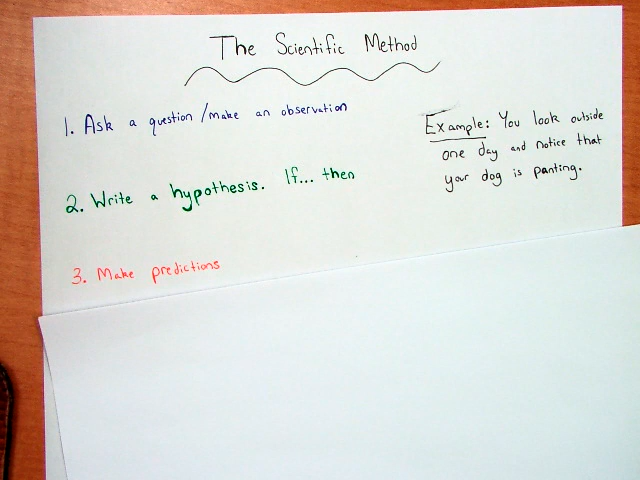 The Scientific Method
1. Ask a question/make an observation
Example: You look outside
one day and notice that
your dog is panting.
2. Write a hypothesis. If... then
3. Make predictions